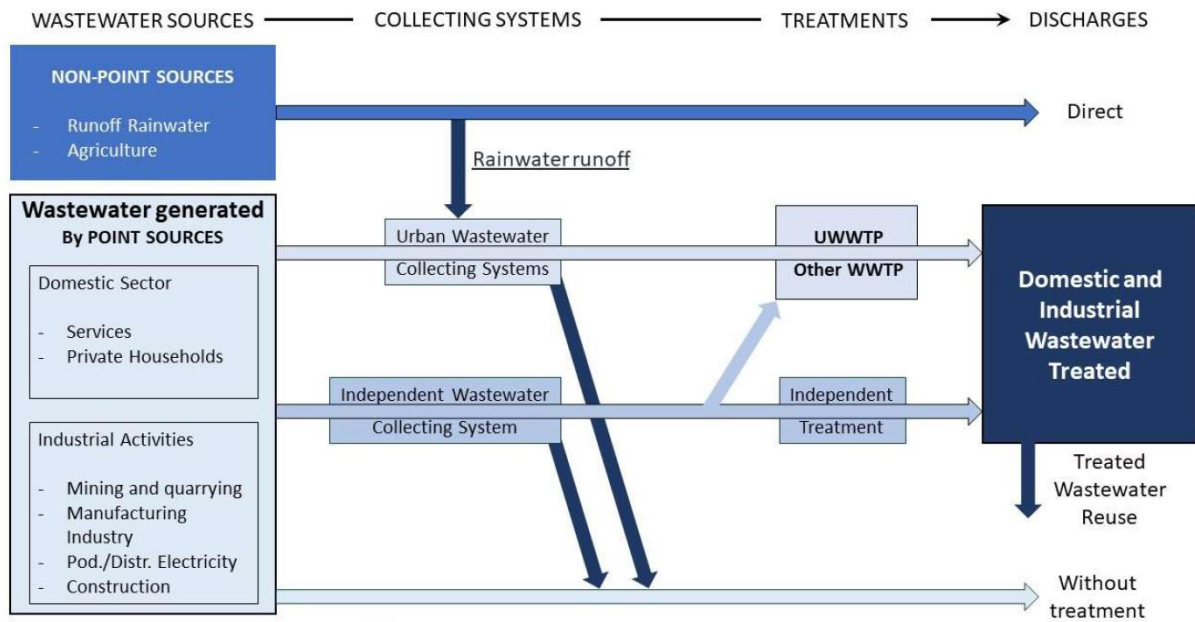 WASTEWATER SOURCES
COLLECTING SYSTEMS
TREATMENTS
DISCHARGES
NON-POINT SOURCES
- Runoff Rainwater
- Agriculture
Direct
Rainwater runoff
Wastewater generated
By POINT SOURCES
Domestic Sector
- Services
- Private Households
Industrial Activities
- Mining and quarrying
- Manufacturing
Industry
- Pod./Distr. Electricity
- Construction
Urban Wastewater
Collecting Systems
UWWTP
Other WWTP
Independent Wastewater
Collecting System
Independent
Treatment
Domestic and
Industrial
Wastewater
Treated
Treated
Wastewater
Reuse
Without
treatment